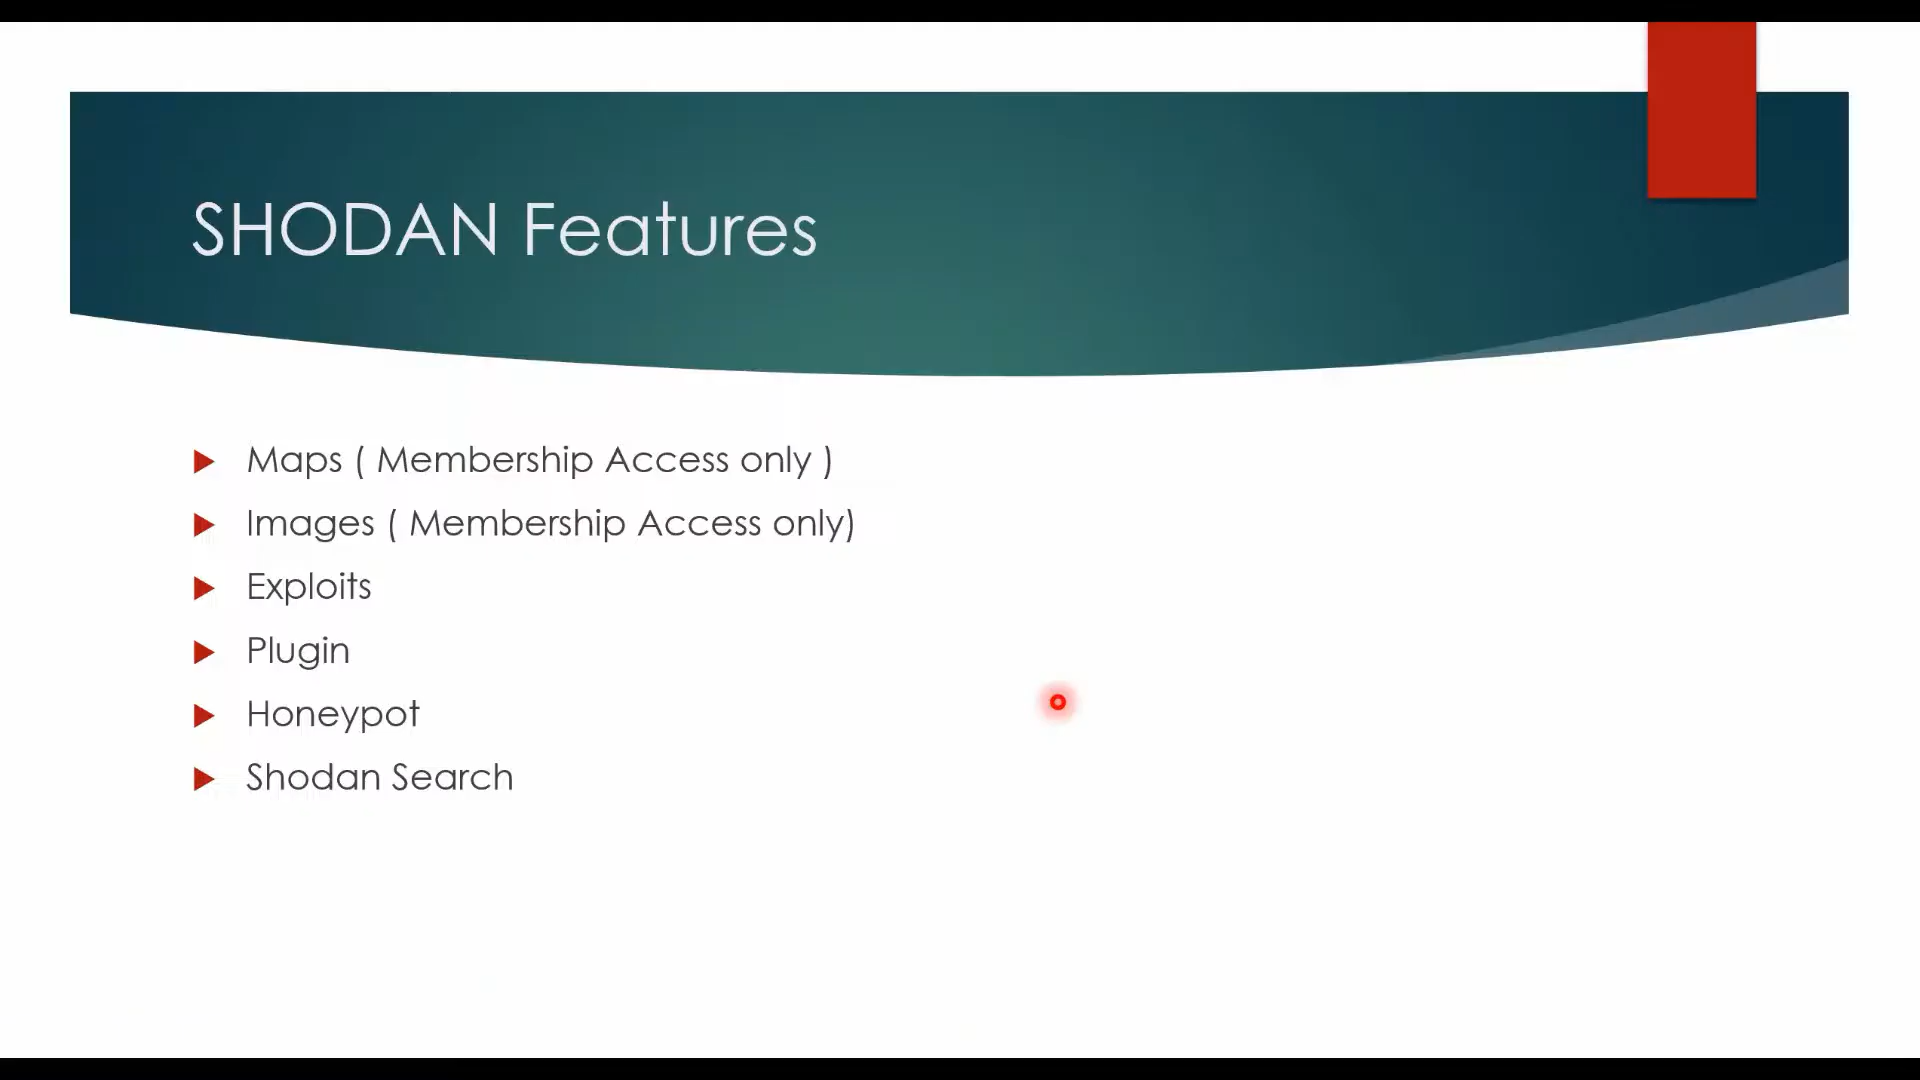 SHODAN Features
Maps ( Membership Access only )
Images ( Membership Access only)
Exploits
Plugin
Honeypot
Shodan Search